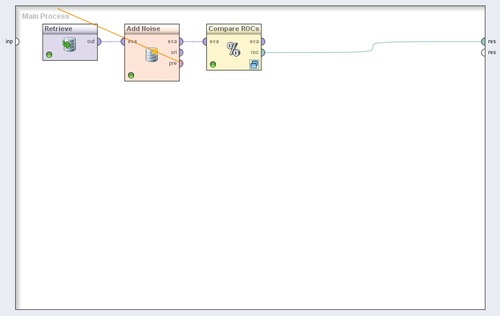 Main Process
Retrieve
Add Noise
Compare ROCs
inp
out
exa
exa
exa
exa
res
ori
roc
res
pre